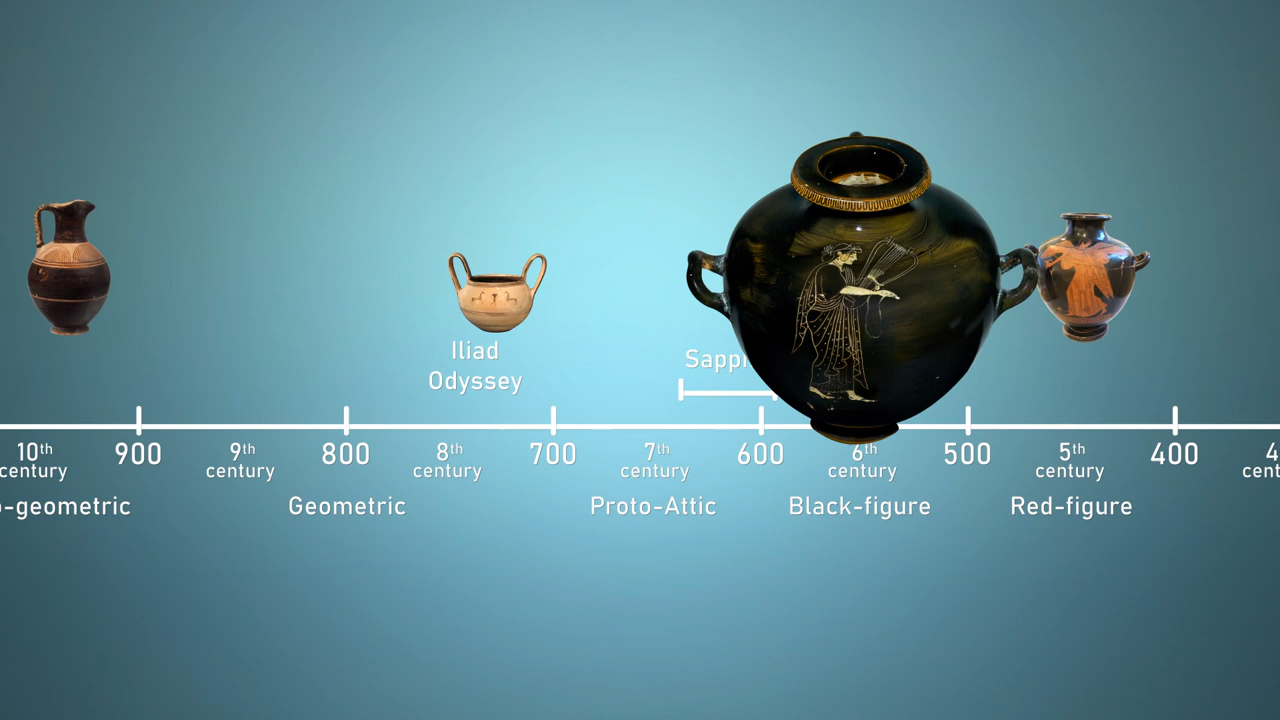 Iliad
Odyssey
10th
century
900
9th
century
800
8th
century
700
7th
century
600
6th
century
500
5th
century
400
Geometric
Proto-Attic
Black-figure
Red-figure